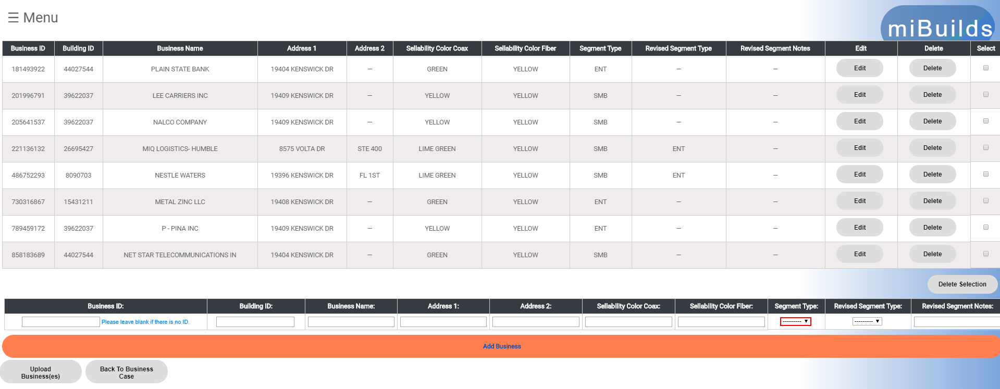 ☰ Menu
miBuilds
Business ID Building ID Business Name Address 1 Address 2 Sellability Color Coax Sellability Color Fiber Segment Type Revised Segment Type Revised Segment Notes Edit Delete Select
181493922 44027544 PLAIN STATE BANK 19404 KENSWICK DR — GREEN YELLOW ENT — — Edit Delete
201996791 39622037 LEE CARRIERS INC 19409 KENSWICK DR — YELLOW YELLOW SMB — — Edit Delete
205641537 39622037 NALCO COMPANY 19409 KENSWICK DR — YELLOW YELLOW SMB — — Edit Delete
221136132 26695427 MIQ LOGISTICS- HUMBLE 8575 VOLTA DR STE 400 LIME GREEN YELLOW SMB ENT — Edit Delete
486752293 8090703 NESTLE WATERS 19396 KENSWICK DR FL 1ST LIME GREEN YELLOW SMB ENT — Edit Delete
730316867 15431211 METAL ZINC LLC 19408 KENSWICK DR — GREEN YELLOW ENT — — Edit Delete
789459172 39622037 P - PINA INC 19409 KENSWICK DR — YELLOW YELLOW ENT — — Edit Delete
858183689 44027544 NET STAR TELECOMMUNICATIONS IN 19404 KENSWICK DR — GREEN YELLOW SMB — — Edit Delete
Delete Selection
Business ID: Building ID: Business Name: Address 1: Address 2: Sellability Color Coax: Sellability Color Fiber: Segment Type: Revised Segment Type: Revised Segment Notes:
Please leave blank if there is no ID. --------- ▼ --------- ▼
Add Business
Upload
Business(es)
Back To Business
Case